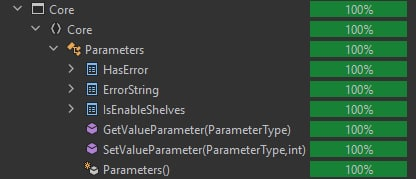 Core 100%
Core 100%
Parameters 100%
HasError 100%
ErrorString 100%
IsEnableShelves 100%
GetValueParameter(ParameterType) 100%
SetValueParameter(ParameterType,int) 100%
Parameters() 100%